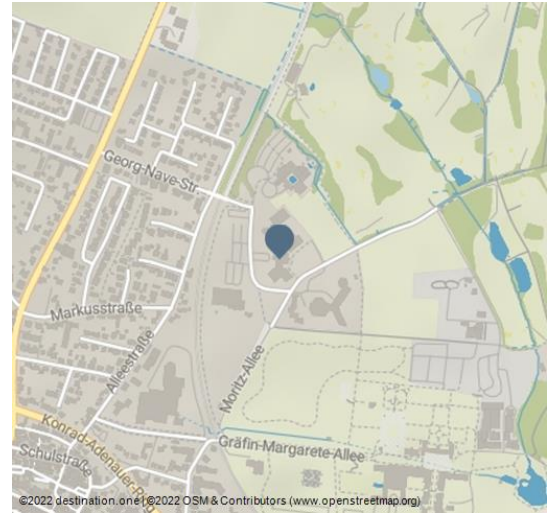 Georg-Nave-Str.
Markusstraße
Alleestraße
Moritz-Allee
Konrad-Adenauer-Ring
Gräfin-Margarete-Allee
Schulstraße
©2022 destination.one | ©2022 OSM & Contributors (www.openstreetmap.org)